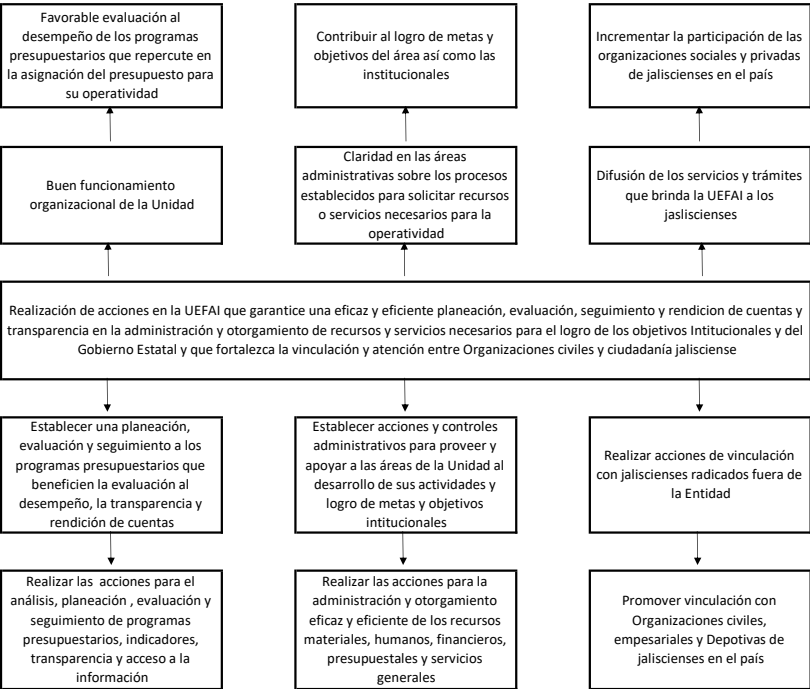 Favorable evaluación al
desempeño de los programas
presupuestarios que repercute en
la asignación del presupuesto para
su operatividad
Contribuir al logro de metas y
objetivos del área así como las
institucionales
Incrementar la participación de las
organizaciones sociales y privadas
de jaliscienses en el país
Buen funcionamiento
organizacional de la Unidad
Claridad en las áreas
administrativas sobre los procesos
establecidos para solicitar recursos
o servicios necesarios para la
operatividad
Difusión de los servicios y trámites
que brinda la UEFAI a los
jasliscienses
Realización de acciones en la UEFAI que garantice una eficaz y eficiente planeación, evaluación, seguimiento y rendicion de cuentas y
transparencia en la administración y otorgamiento de recursos y servicios necesarios para el logro de los objetivos Intitucionales y del
Gobierno Estatal y que fortalezca la vinculación y atención entre Organizaciones civiles y ciudadanía jalisciense
Establecer una planeación,
evaluación y seguimiento a los
programas presupuestarios que
beneficien la evaluación al
desempeño, la transparencia y
rendición de cuentas
Establecer acciones y controles
administrativos para proveer y
apoyar a las áreas de la Unidad al
desarrollo de sus actividades y
logro de metas y objetivos
intitucionales
Realizar acciones de vinculación
con jaliscienses radicados fuera de
la Entidad
Realizar las  acciones para el
análisis, planeación , evaluación y
seguimiento de programas
presupuestarios, indicadores,
transparencia y acceso a la
información
Realizar las acciones para la
administración y otorgamiento
eficaz y eficiente de los recursos
materiales, humanos, financieros,
presupuestales y servicios
generales
Promover vinculación con
Organizaciones civiles,
empesariales y Depotivas de
jaliscienses en el país